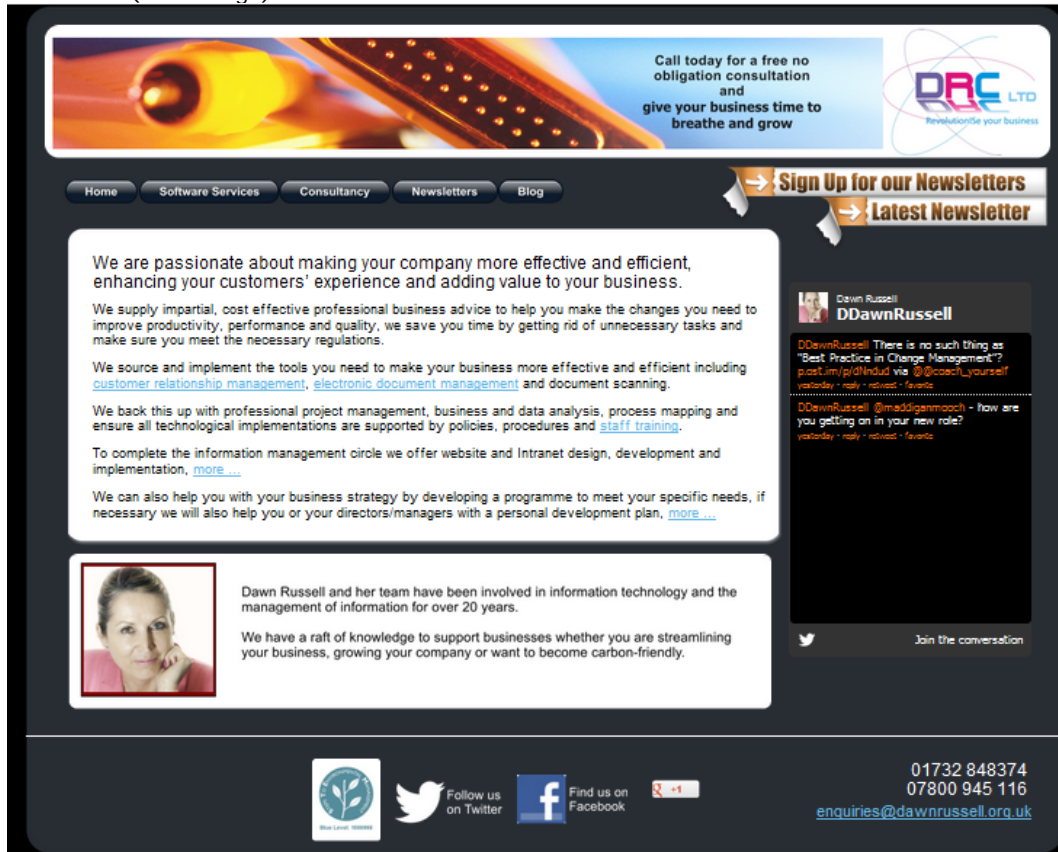 Call today for a free no
obligation consultation
and
give your business time to
breathe and grow
DRC LTD
RevolutioniSe your business
Home Software Services Consultancy Newsletters Blog
Sign Up for our Newsletters
Latest Newsletter
We are passionate about making your company more effective and efficient,
enhancing your customers' experience and adding value to your business.
We supply impartial, cost effective professional business advice to help you make the changes you need to
improve productivity, performance and quality, we save you time by getting rid of unnecessary tasks and
make sure you meet the necessary regulations.
We source and implement the tools you need to make your business more effective and efficient including
customer relationship management, electronic document management and document scanning.
We back this up with professional project management, business and data analysis, process mapping and
ensure all technological implementations are supported by policies, procedures and staff training.
To complete the information management circle we offer website and Intranet design, development and
implementation, more ...
We can also help you with your business strategy by developing a programme to meet your specific needs, if
necessary we will also help you or your directors/managers with a personal development plan, more ...
Dawn Russell
DDawnRussell
DDawnRussell There is no such thing as
"Best Practice in Change Management"?
p.ost.im/p/dNndud via @@coach_yourself
yesterday · reply · retweet · favorite
DDawnRussell @maddiganmooch - how are
you getting on in your new role?
yesterday · reply · retweet · favorite
Join the conversation
Dawn Russell and her team have been involved in information technology and the
management of information for over 20 years.
We have a raft of knowledge to support businesses whether you are streamlining
your business, growing your company or want to become carbon-friendly.
Follow us
on Twitter
f
Find us on
Facebook
+1
01732 848374
07800 945 116
enquiries@dawnrussell.org.uk